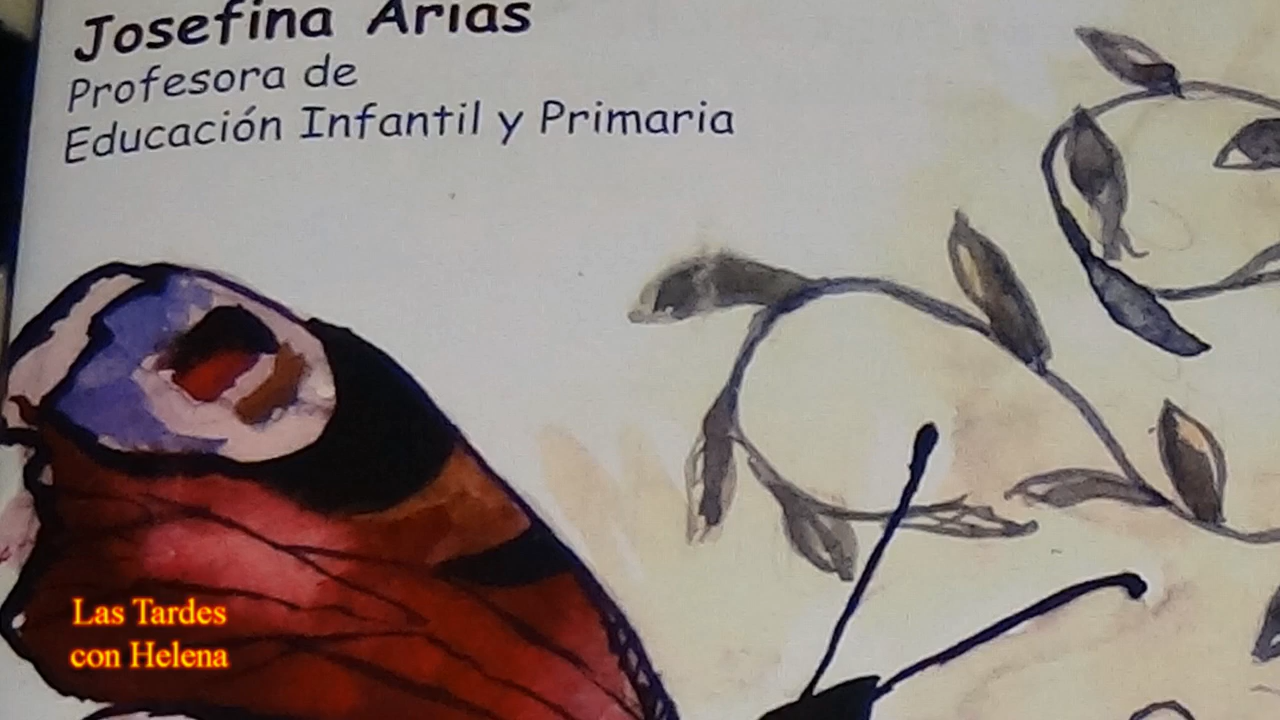 Josefina Arias
Profesora de
Educación Infantil y Primaria
Las Tardes
con Helena